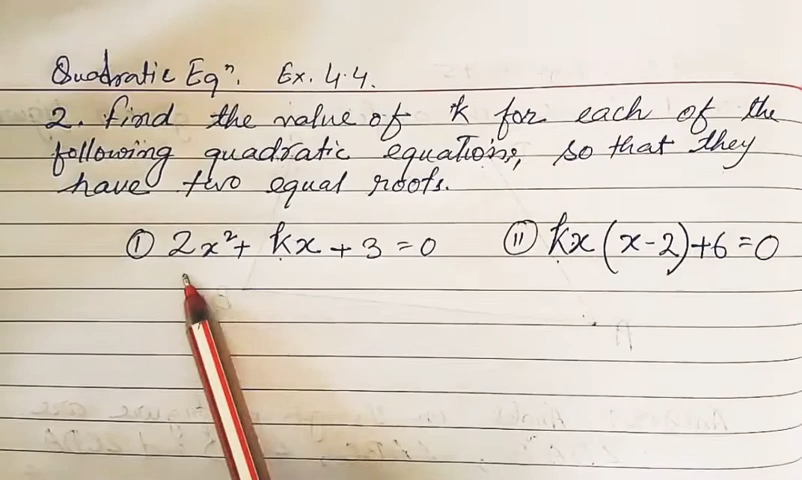 Quadratic Eqⁿ. Ex. 4.4.
2. find the value of k for each of the
following quadratic equations, so that they
have two equal roots.
(i) 2x² + kx + 3 = 0 (ii) kx (x-2) + 6 = 0